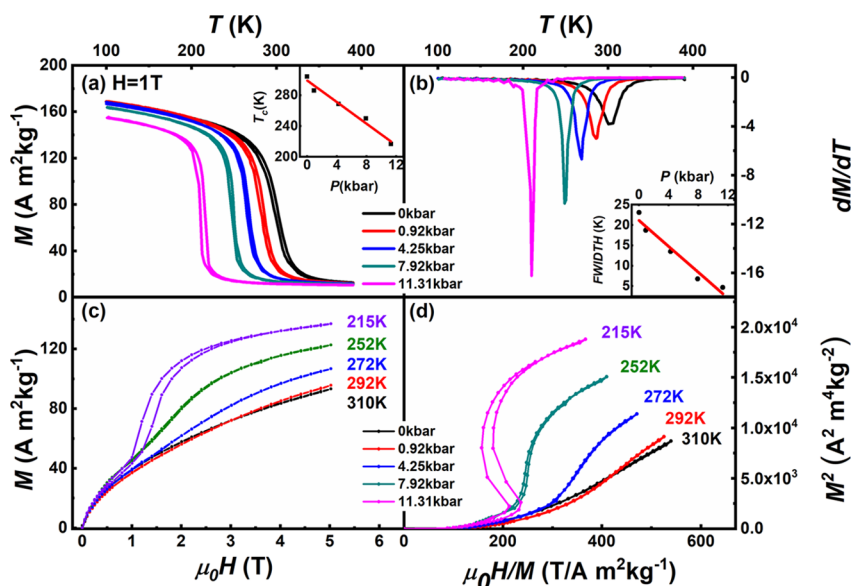 T (K)
T (K)
100 200 300 400
100 200 300 400
200
160
120
80
40
0
M (A m²kg⁻¹)
(a) H=1T
280
240
200
Tc(K)
0 4 8 12
P(kbar)
0kbar
0.92kbar
4.25kbar
7.92kbar
11.31kbar
(b)
0
-4
-8
-12
-16
dM/dT
P (kbar)
0 4 8 12
25
20
15
10
5
FWIDTH (K)
(c)
160
120
80
40
0
M (A m²kg⁻¹)
215K
252K
272K
292K
310K
0 1 2 3 4 5 6
μ₀H (T)
(d)
215K
252K
272K
292K
310K
0kbar
0.92kbar
4.25kbar
7.92kbar
11.31kbar
2.0x10⁴
1.5x10⁴
1.0x10⁴
5.0x10³
0.0
M² (A² m⁴kg⁻²)
0 200 400 600
μ₀H/M (T/A m²kg⁻¹)